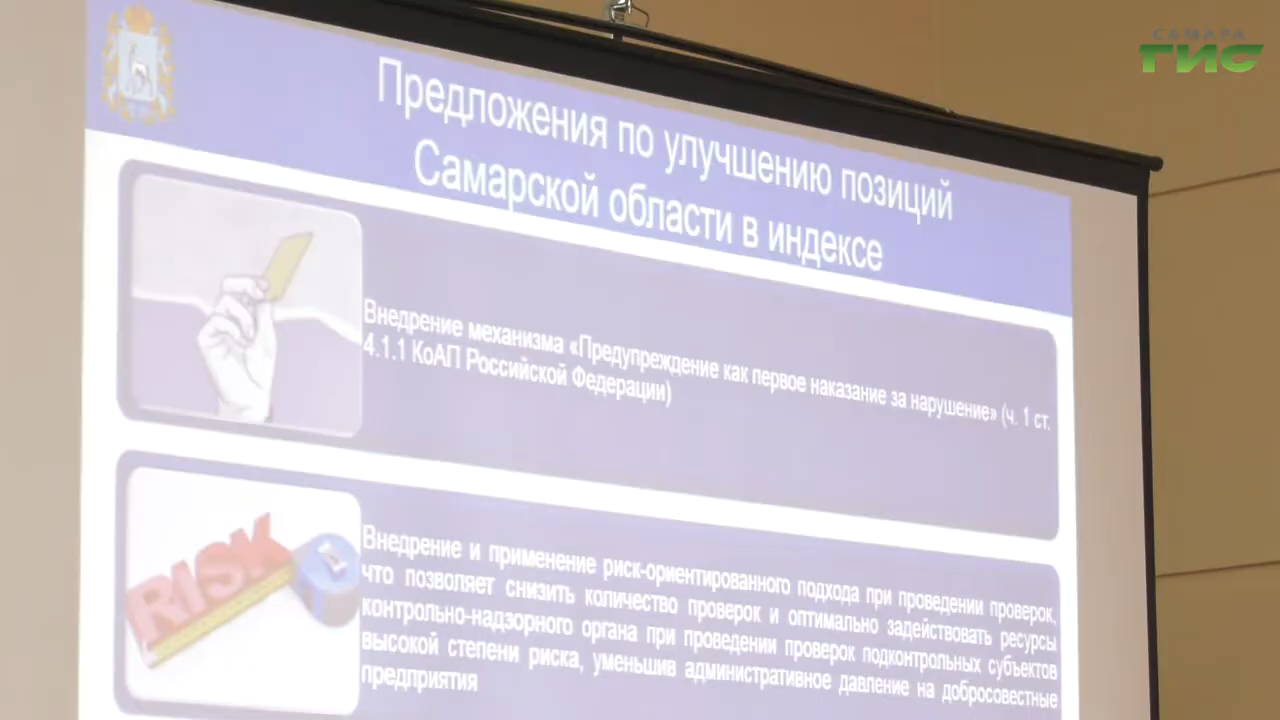 САМАРА
ГИС
Предложения по улучшению позиций
Самарской области в индексе
Внедрение механизма «Предупреждение как первое наказание за нарушение» (ч. 1 ст.
4.1.1 КоАП Российской Федерации)
RISK
Внедрение и применение риск-ориентированного подхода при проведении проверок,
что позволяет снизить количество проверок и оптимально задействовать ресурсы
контрольно-надзорного органа при проведении проверок подконтрольных субъектов
высокой степени риска, уменьшив административное давление на добросовестные
предприятия